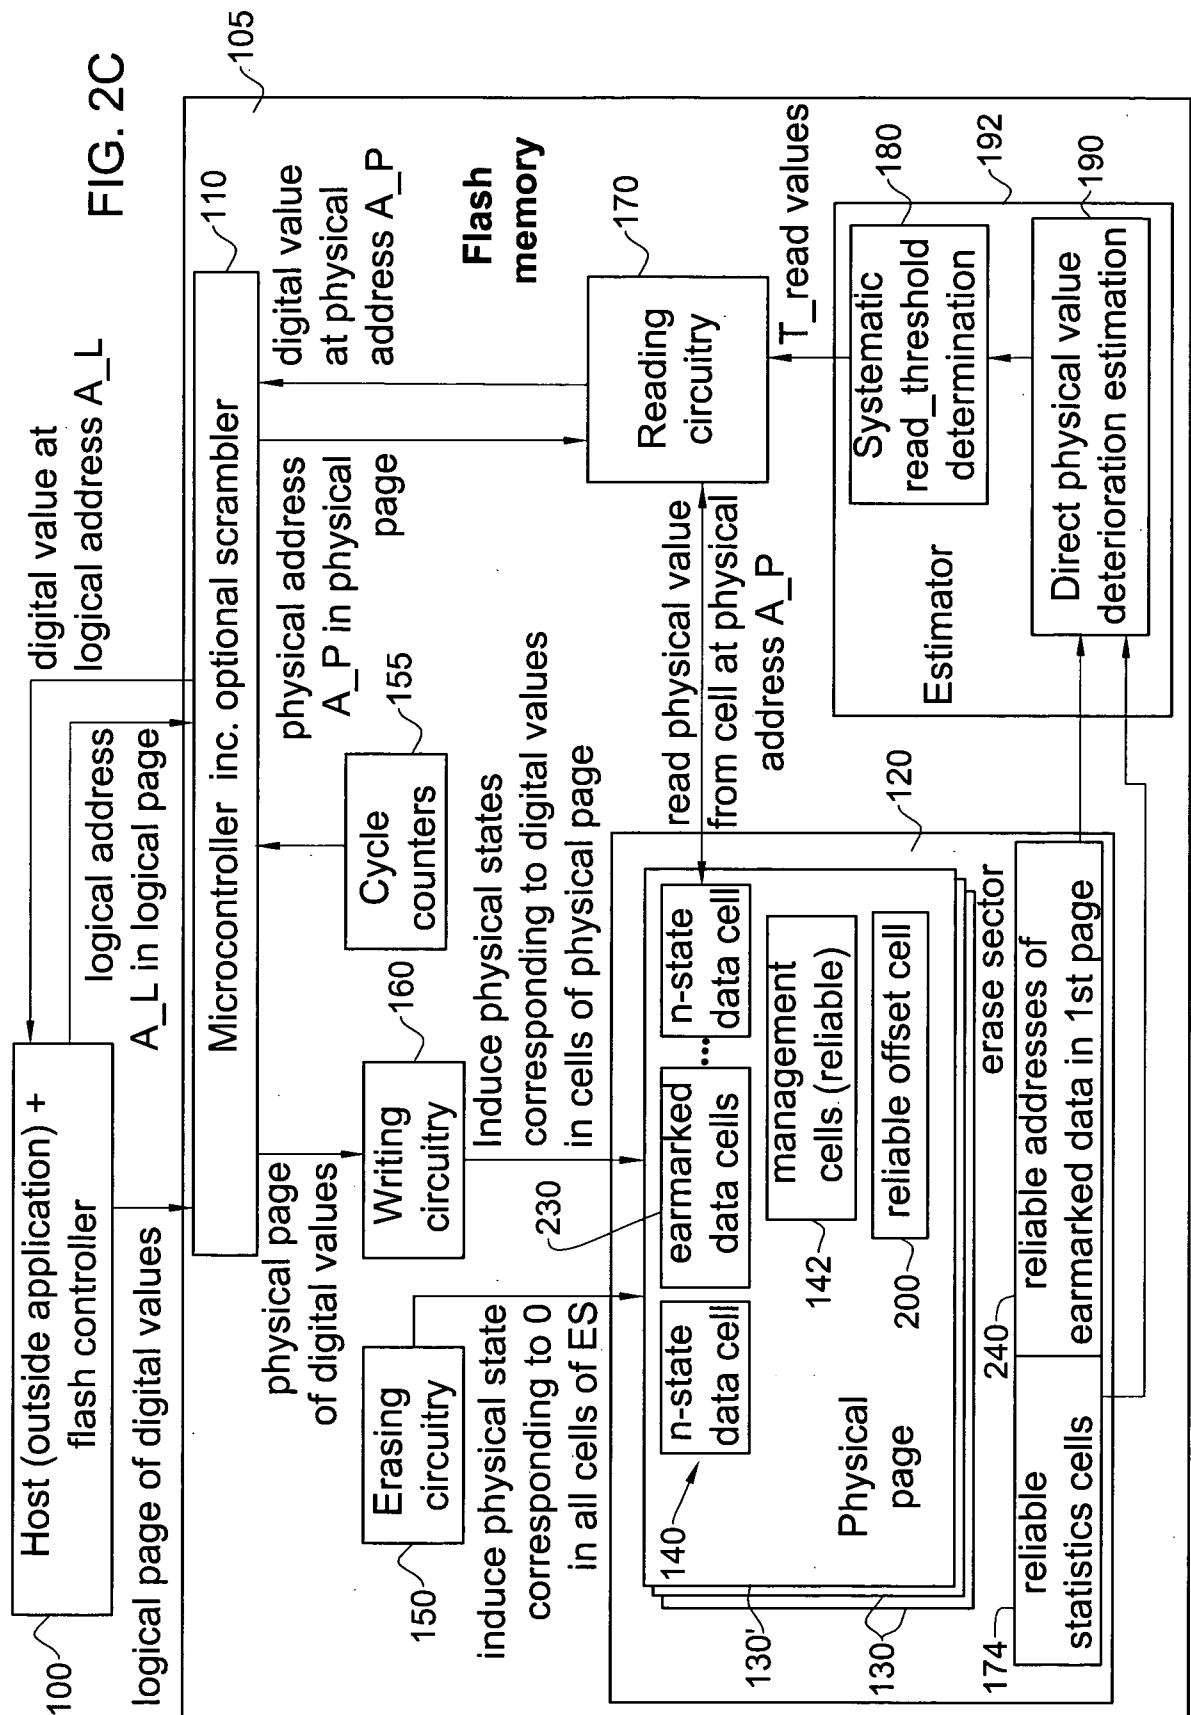 FIG. 2C
105
100
Host (outside application) +
flash controller
logical page of digital values
logical address
A_L in logical page
digital value at
logical address A_L
110
Microcontroller inc. optional scrambler
physical page
of digital values
Cycle
counters
155
physical address
A_P in physical
page
digital value
at physical
address A_P
Flash
memory
150
Erasing
circuitry
Writing
circuitry
160
Reading
circuitry
170
induce physical state
corresponding to 0
in all cells of ES
230
Induce physical states
corresponding to digital values
in cells of physical page
read physical value
from cell at physical
address A_P
T_read values
140
n-state
data cell
earmarked
data cells
...
n-state
data cell
management
cells (reliable)
142
reliable offset cell
200
Physical
page
130'
130
120
erase sector
174
reliable
statistics cells
240
reliable addresses of
earmarked data in 1st page
Estimator
Systematic
read_threshold
determination
180
192
Direct physical value
deterioration estimation
190